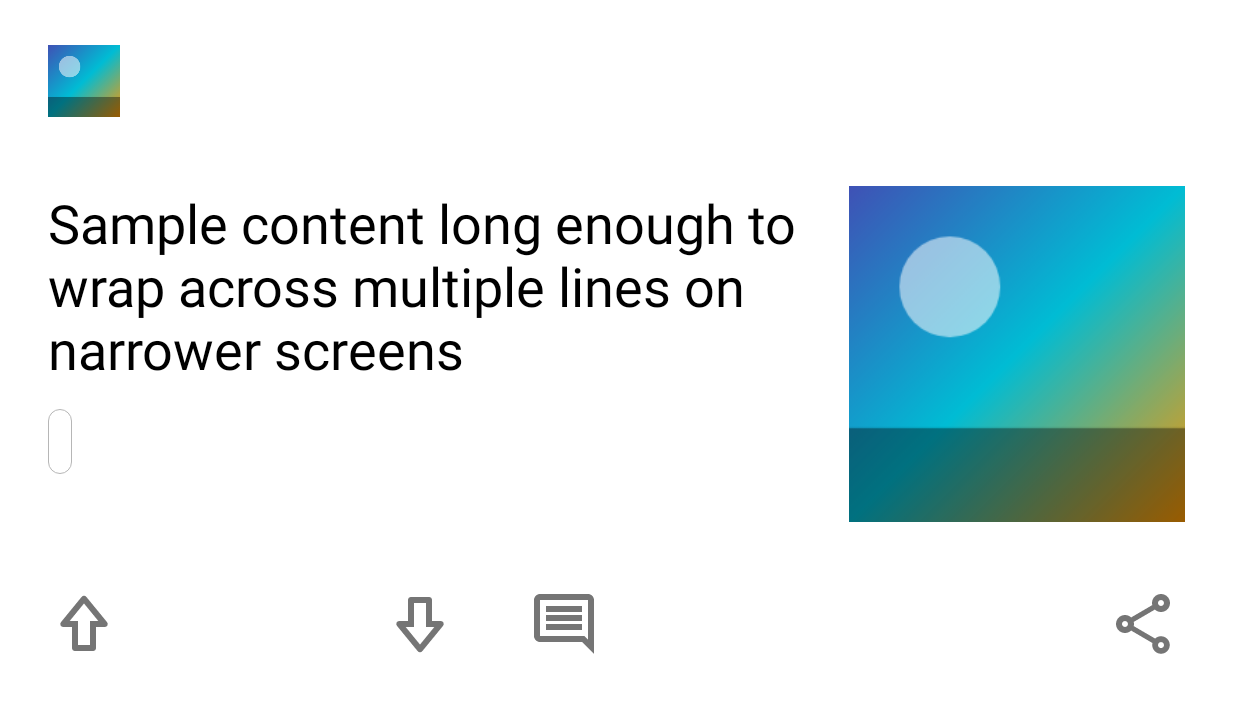 Sample content long enough to
wrap across multiple lines on
narrower screens